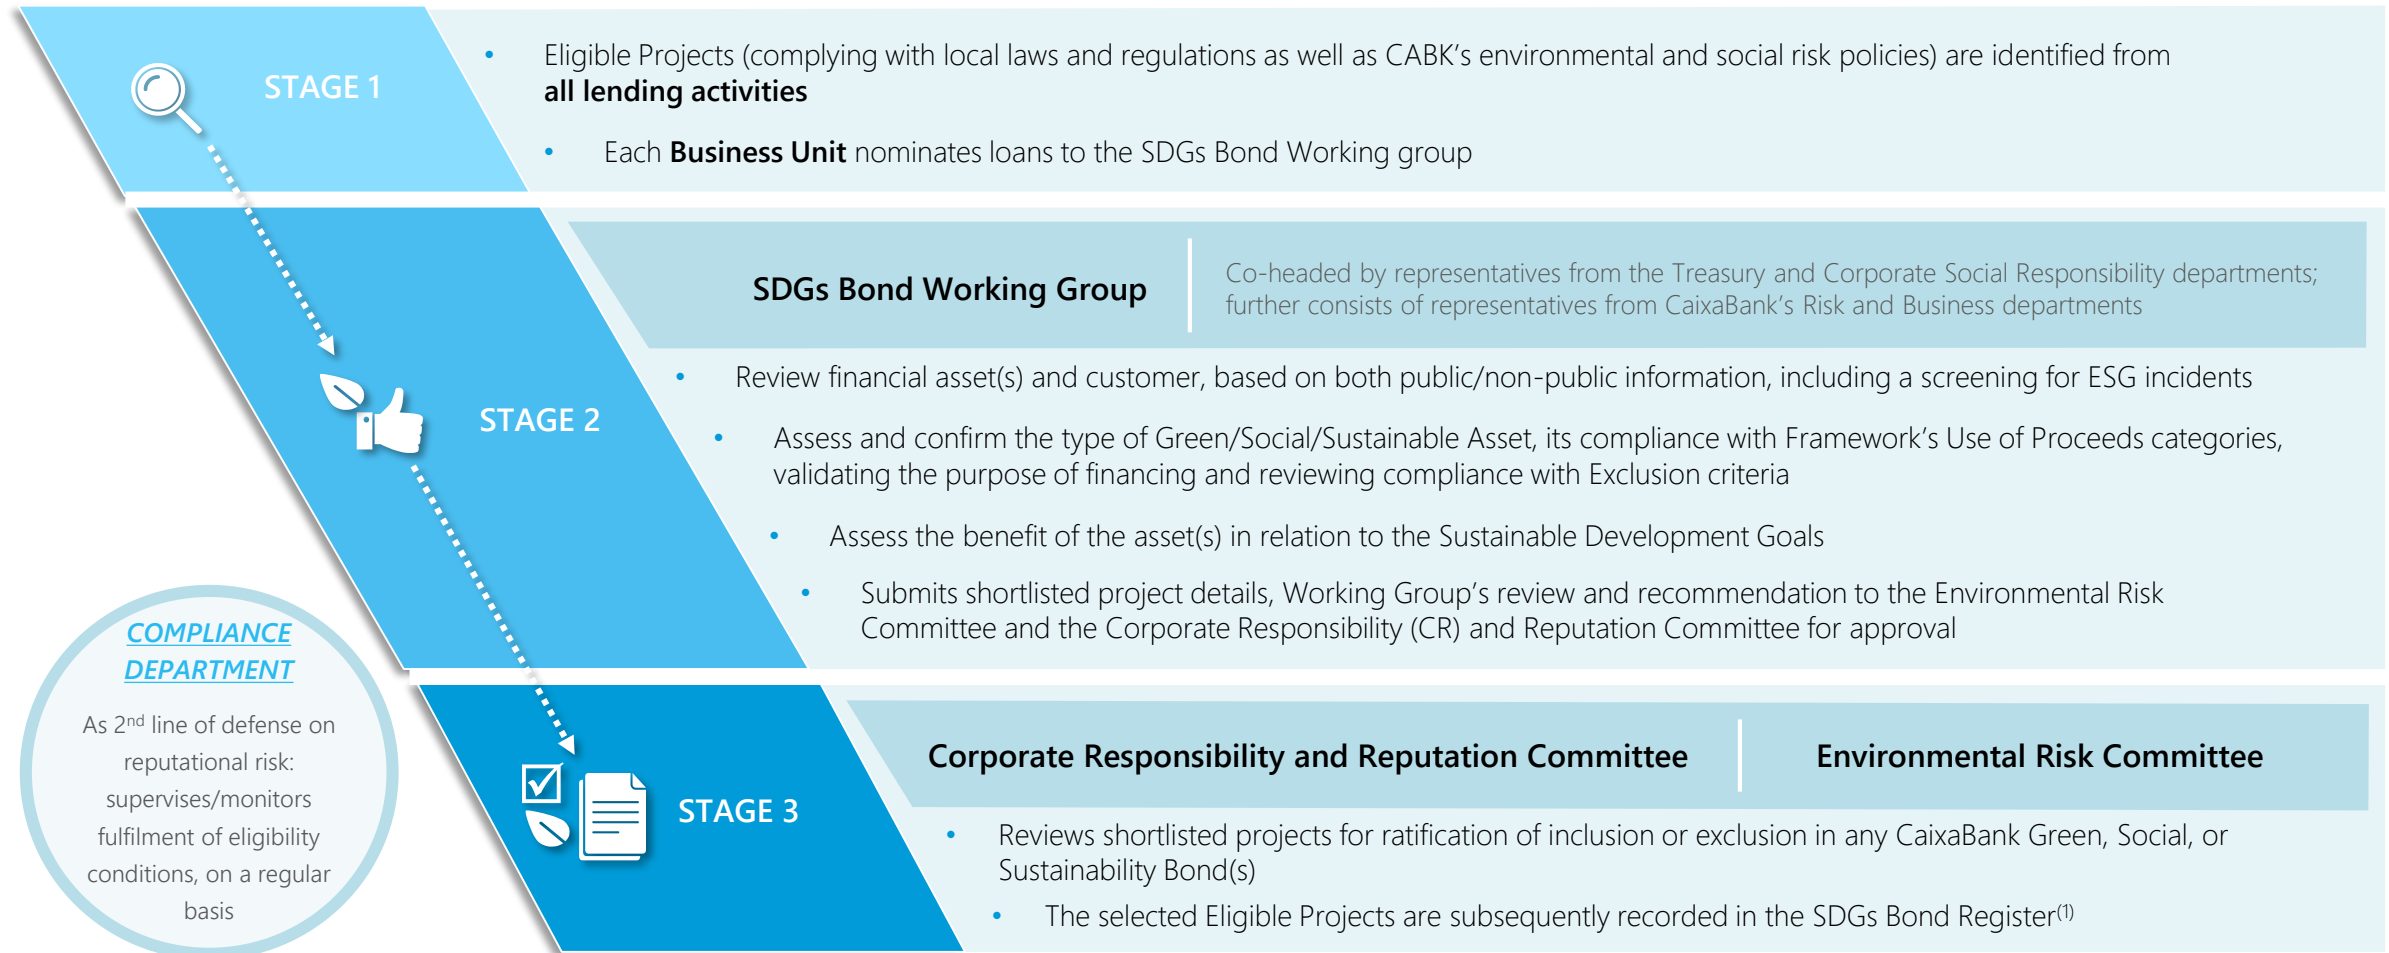 STAGE 1
• Eligible Projects (complying with local laws and regulations as well as CABK's environmental and social risk policies) are identified from
all lending activities
• Each Business Unit nominates loans to the SDGs Bond Working group
SDGs Bond Working Group
Co-headed by representatives from the Treasury and Corporate Social Responsibility departments;
further consists of representatives from CaixaBank's Risk and Business departments
STAGE 2
• Review financial asset(s) and customer, based on both public/non-public information, including a screening for ESG incidents
• Assess and confirm the type of Green/Social/Sustainable Asset, its compliance with Framework's Use of Proceeds categories,
validating the purpose of financing and reviewing compliance with Exclusion criteria
• Assess the benefit of the asset(s) in relation to the Sustainable Development Goals
• Submits shortlisted project details, Working Group's review and recommendation to the Environmental Risk
Committee and the Corporate Responsibility (CR) and Reputation Committee for approval
COMPLIANCE
DEPARTMENT
As 2nd line of defense on
reputational risk:
supervises/monitors
fulfilment of eligibility
conditions, on a regular
basis
STAGE 3
Corporate Responsibility and Reputation Committee
Environmental Risk Committee
• Reviews shortlisted projects for ratification of inclusion or exclusion in any CaixaBank Green, Social, or
Sustainability Bond(s)
• The selected Eligible Projects are subsequently recorded in the SDGs Bond Register(1)